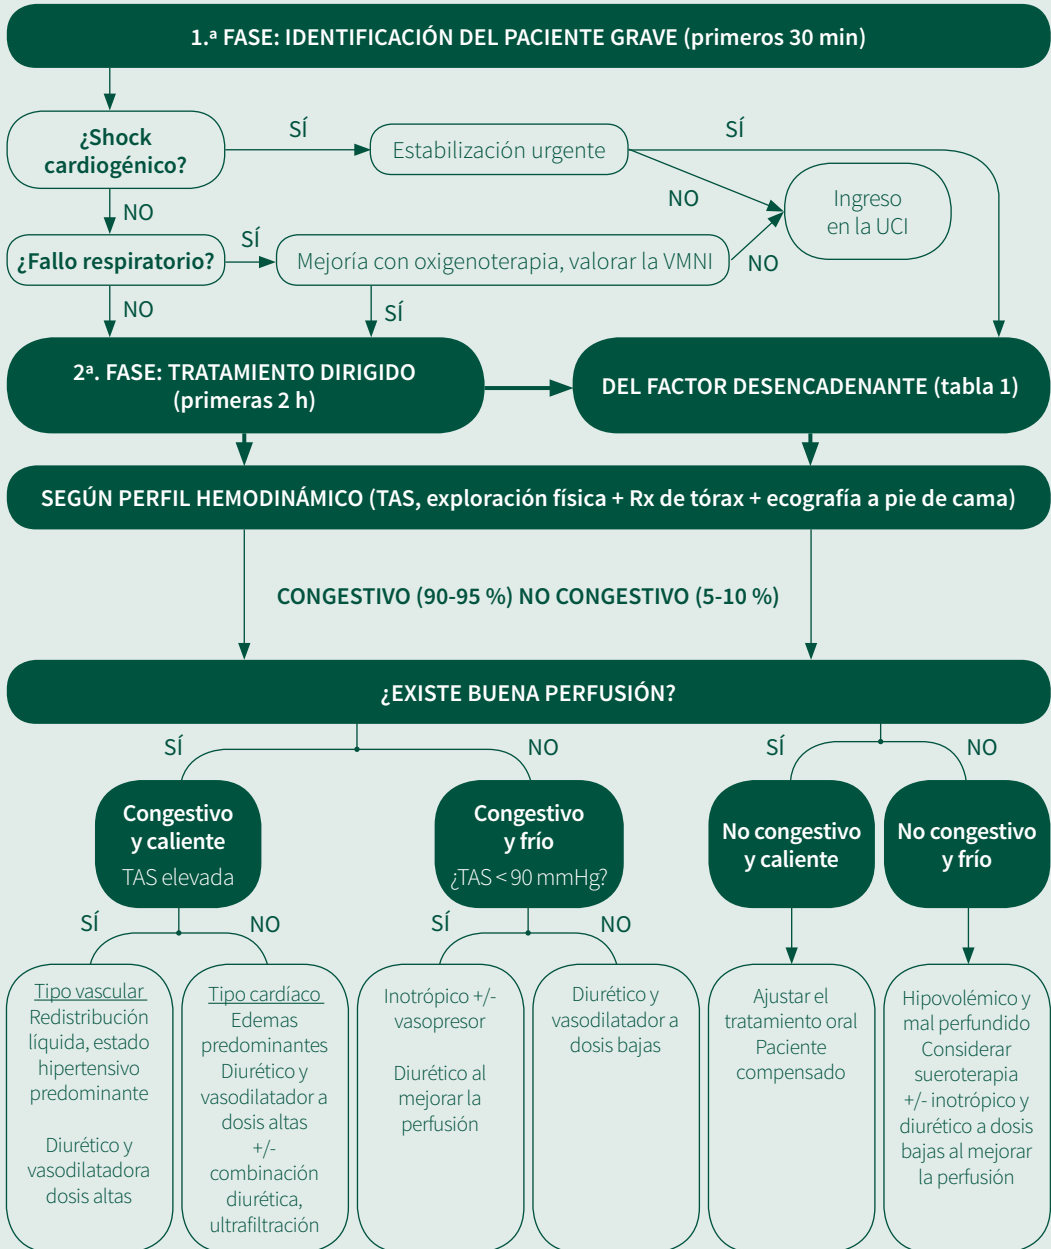 1.ª FASE: IDENTIFICACIÓN DEL PACIENTE GRAVE (primeros 30 min)
¿Shock
cardiogénico?
SÍ
Estabilización urgente
SÍ
NO
Ingreso
en la UCI
NO
¿Fallo respiratorio?
SÍ
Mejoría con oxigenoterapia, valorar la VMNI
NO
NO
SÍ
2ª. FASE: TRATAMIENTO DIRIGIDO
(primeras 2 h)
DEL FACTOR DESENCADENANTE (tabla 1)
SEGÚN PERFIL HEMODINÁMICO (TAS, exploración física + Rx de tórax + ecografía a pie de cama)
CONGESTIVO (90-95 %) NO CONGESTIVO (5-10 %)
¿EXISTE BUENA PERFUSIÓN?
SÍ
NO
SÍ
NO
Congestivo
y caliente
TAS elevada
Congestivo
y frío
¿TAS < 90 mmHg?
No congestivo
y caliente
No congestivo
y frío
SÍ
NO
SÍ
NO
Tipo vascular
Redistribución
líquida, estado
hipertensivo
predominante
Diurético y
vasodilatadora
dosis altas
Tipo cardíaco
Edemas
predominantes
Diurético y
vasodilatador a
dosis altas
+/-
combinación
diurética,
ultrafiltración
Inotrópico +/-
vasopresor
Diurético al
mejorar la
perfusión
Diurético y
vasodilatador a
dosis bajas
Ajustar el
tratamiento oral
Paciente
compensado
Hipovolémico y
mal perfundido
Considerar
sueroterapia
+/- inotrópico y
diurético a dosis
bajas al mejorar
la perfusión